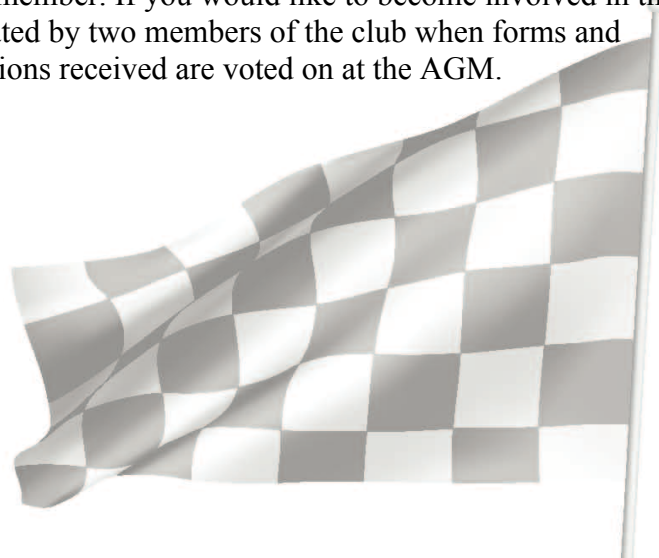 member. If you would like to become involved in th
ated by two members of the club when forms and
ions received are voted on at the AGM.